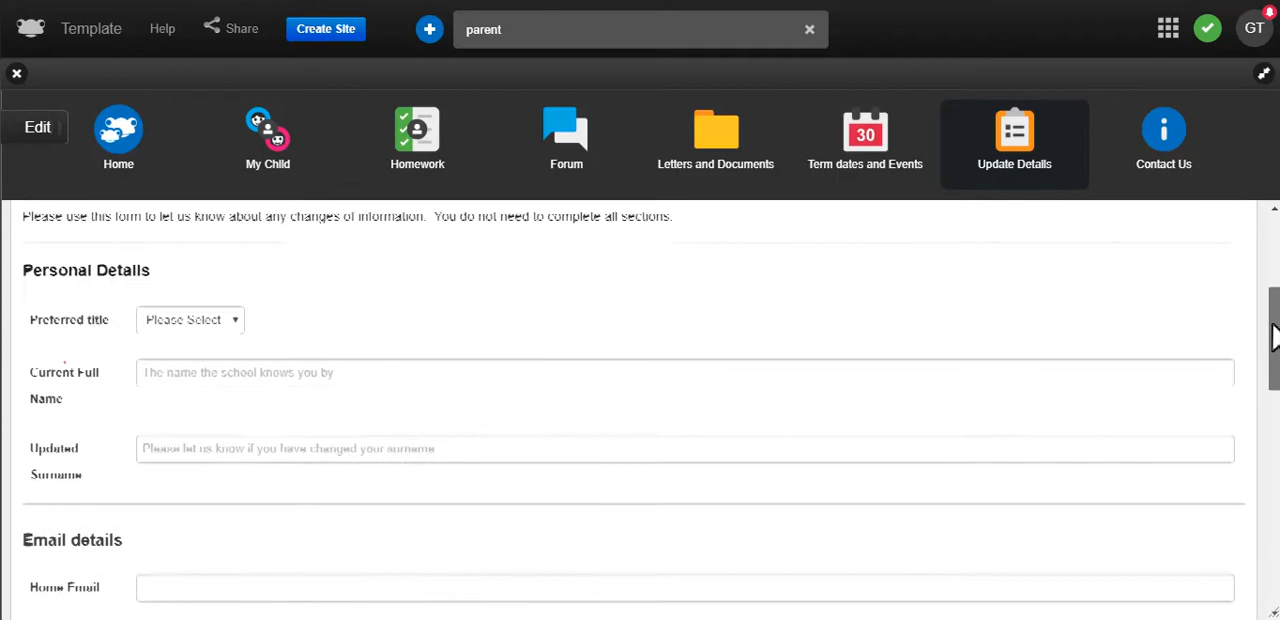 Template Help Share Create Site parent GT
Edit
30
Home My Child Homework Forum Letters and Documents Term dates and Events Update Details Contact Us
Please use this form to let us know about any changes of information. You do not need to complete all sections.
Personal Details
Preferred title Please Select
Current Full The name the school knows you by
Name
Updated Please let us know if you have changed your surname
Surname
Email details
Home Email